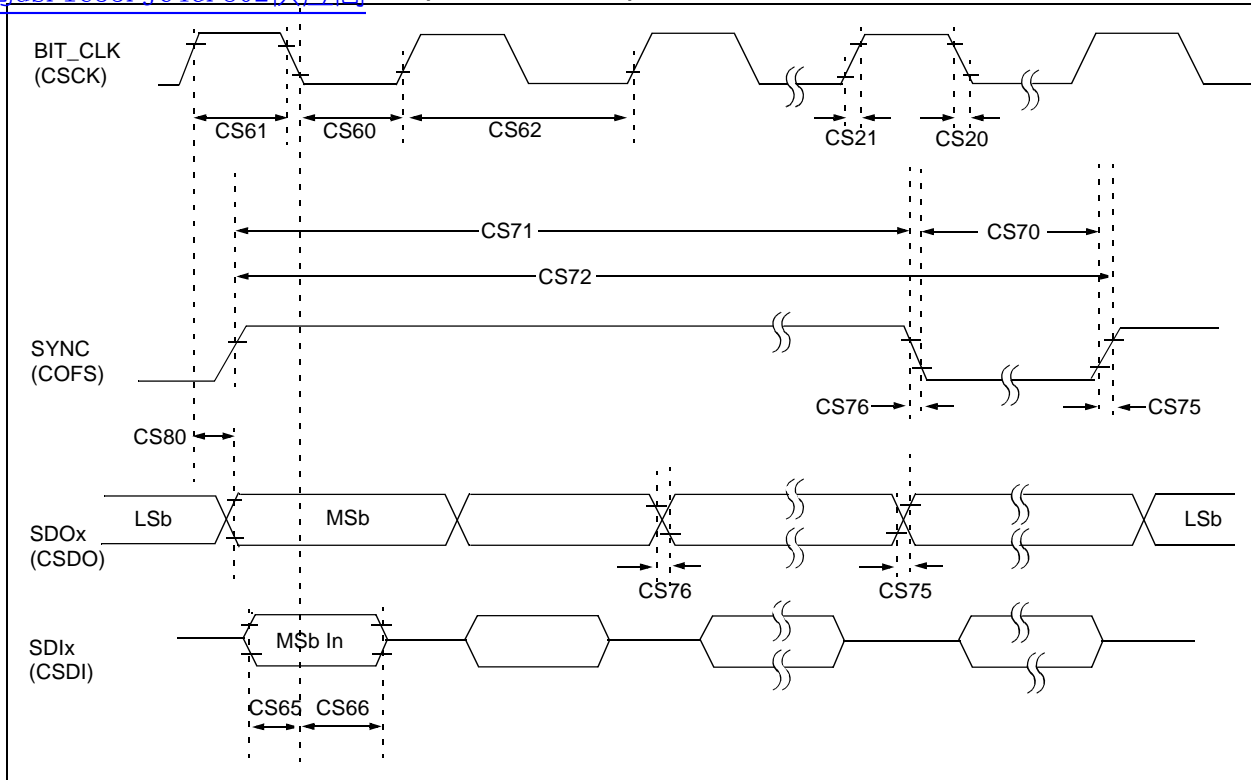 BIT_CLK
(CSCK)
CS61
CS60
CS62
CS21
CS20
CS71
CS70
CS72
SYNC
(COFS)
CS76
CS75
CS80
LSb
MSb
LSb
SDOx
(CSDO)
CS76
CS75
SDIx
(CSDI)
MSb In
CS65
CS66